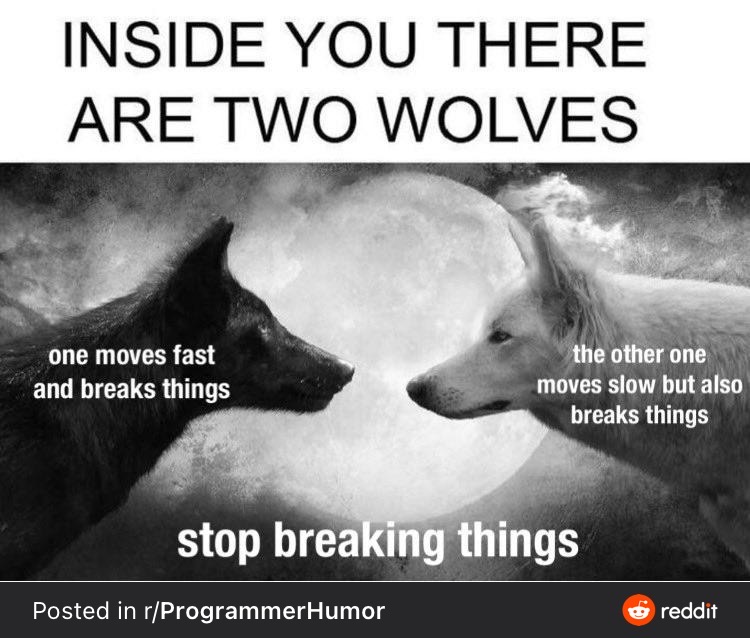 INSIDE YOU THERE
ARE TWO WOLVES
one moves fast
and breaks things
the other one
moves slow but also
breaks things
stop breaking things
Posted in r/ProgrammerHumor
reddit